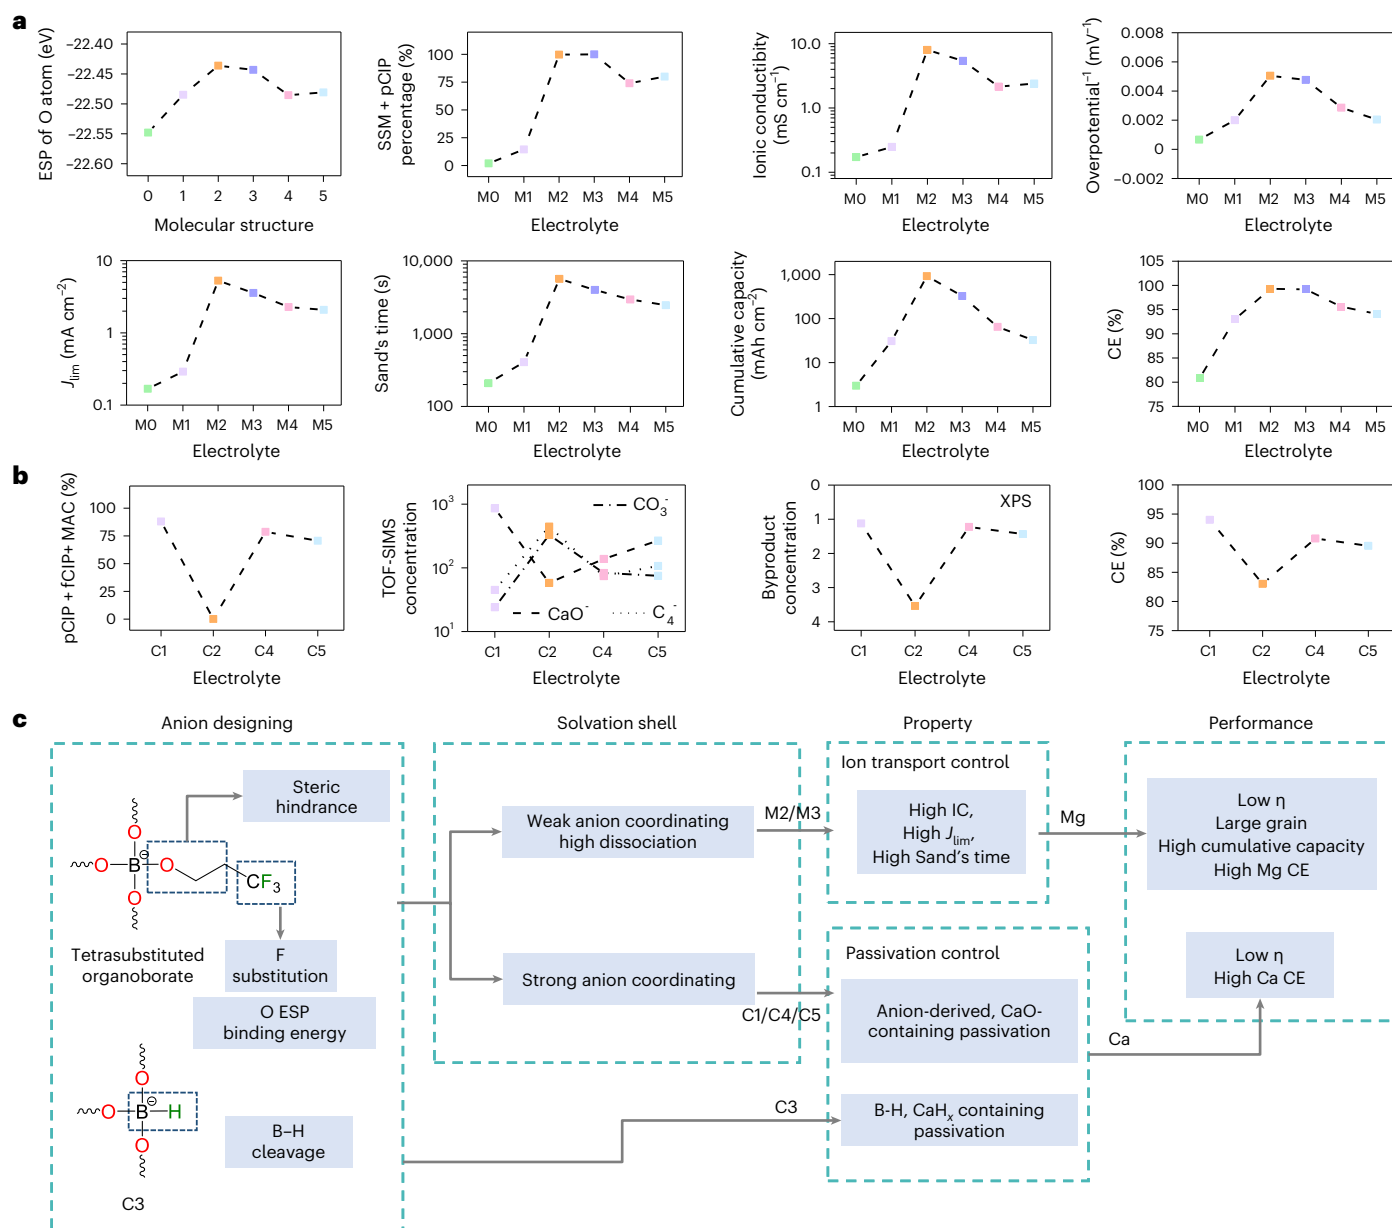 a
ESP of O atom (eV)
−22.40
−22.45
−22.50
−22.55
−22.60
0 1 2 3 4 5
Molecular structure
SSM + pCIP
percentage (%)
100
75
50
25
0
M0 M1 M2 M3 M4 M5
Electrolyte
Ionic conductibity
(mS cm−1)
10.0
1.0
0.1
M0 M1 M2 M3 M4 M5
Electrolyte
Overpotential−1 (mV−1)
0.008
0.006
0.004
0.002
0
−0.002
M0 M1 M2 M3 M4 M5
Electrolyte
Jlim (mA cm−2)
10
1
0.1
M0 M1 M2 M3 M4 M5
Electrolyte
Sand's time (s)
10,000
1,000
100
M0 M1 M2 M3 M4 M5
Electrolyte
Cumulative capacity
(mAh cm−2)
1,000
100
10
1
M0 M1 M2 M3 M4 M5
Electrolyte
CE (%)
105
100
95
90
85
80
75
M0 M1 M2 M3 M4 M5
Electrolyte
b
pCIP + fCIP+ MAC (%)
100
75
50
25
0
C1 C2 C4 C5
Electrolyte
TOF-SIMS
concentration
10³
10²
10¹
CO3−
CaO−
C4−
C1 C2 C4 C5
Electrolyte
Byproduct
concentration
0
1
2
3
4
XPS
C1 C2 C4 C5
Electrolyte
CE (%)
100
95
90
85
80
75
C1 C2 C4 C5
Electrolyte
c
Anion designing
Solvation shell
Property
Performance
Steric
hindrance
O
O B ⊖ O
CF3
O
Tetrasubstituted
organoborate
F
substitution
O ESP
binding energy
O
O B ⊖ H
O
B–H
cleavage
C3
Weak anion coordinating
high dissociation
Strong anion coordinating
M2/M3
C1/C4/C5
C3
Ion transport control
High IC,
High Jlim,
High Sand's time
Passivation control
Anion-derived, CaO-
containing passivation
B-H, CaHx containing
passivation
Mg
Ca
Low η
Large grain
High cumulative capacity
High Mg CE
Low η
High Ca CE